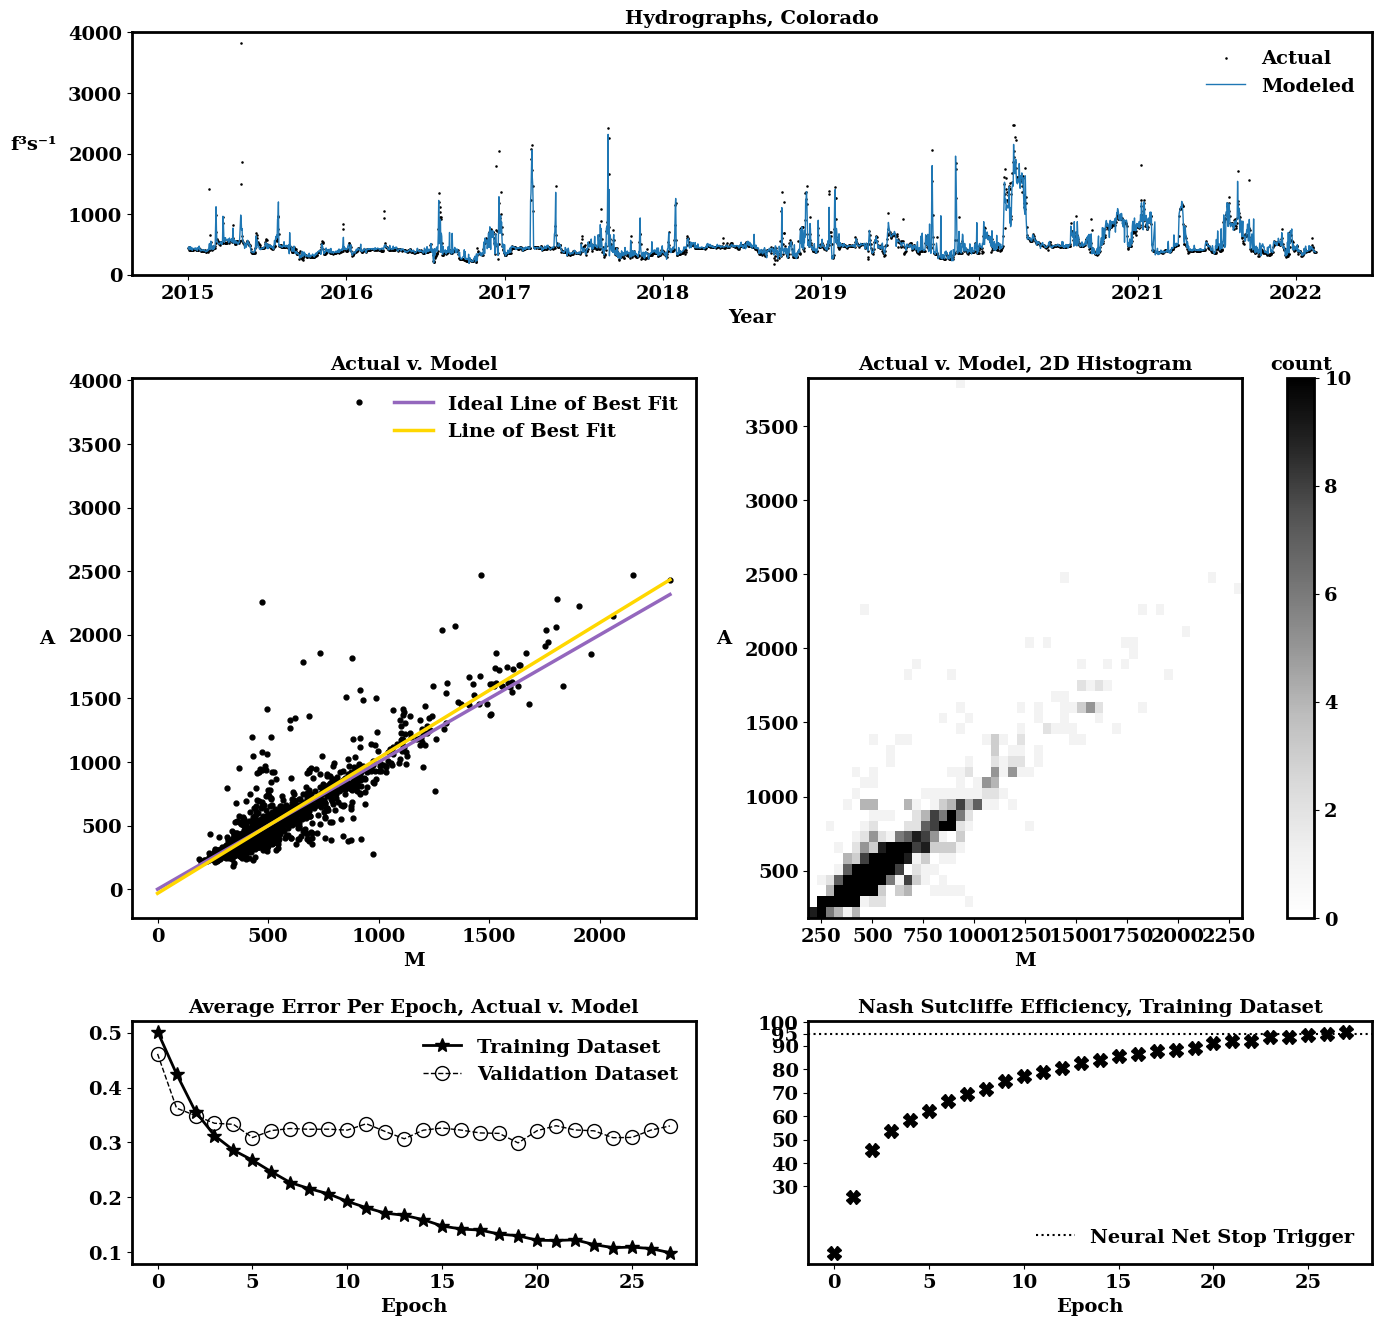 Hydrographs, Colorado
4000
3000
2000
1000
0
f³s⁻¹
Actual
Modeled
2015 2016 2017 2018 2019 2020 2021 2022
Year
Actual v. Model
4000
3500
3000
2500
2000
1500
1000
500
0
A
Ideal Line of Best Fit
Line of Best Fit
0 500 1000 1500 2000
M
Actual v. Model, 2D Histogram
3500
3000
2500
2000
1500
1000
500
A
250 500 750 1000 1250 1500 1750 2000 2250
M
count
10
8
6
4
2
0
Average Error Per Epoch, Actual v. Model
0.5
0.4
0.3
0.2
0.1
Training Dataset
Validation Dataset
0 5 10 15 20 25
Epoch
Nash Sutcliffe Efficiency, Training Dataset
100
95
90
80
70
60
50
40
30
Neural Net Stop Trigger
0 5 10 15 20 25
Epoch